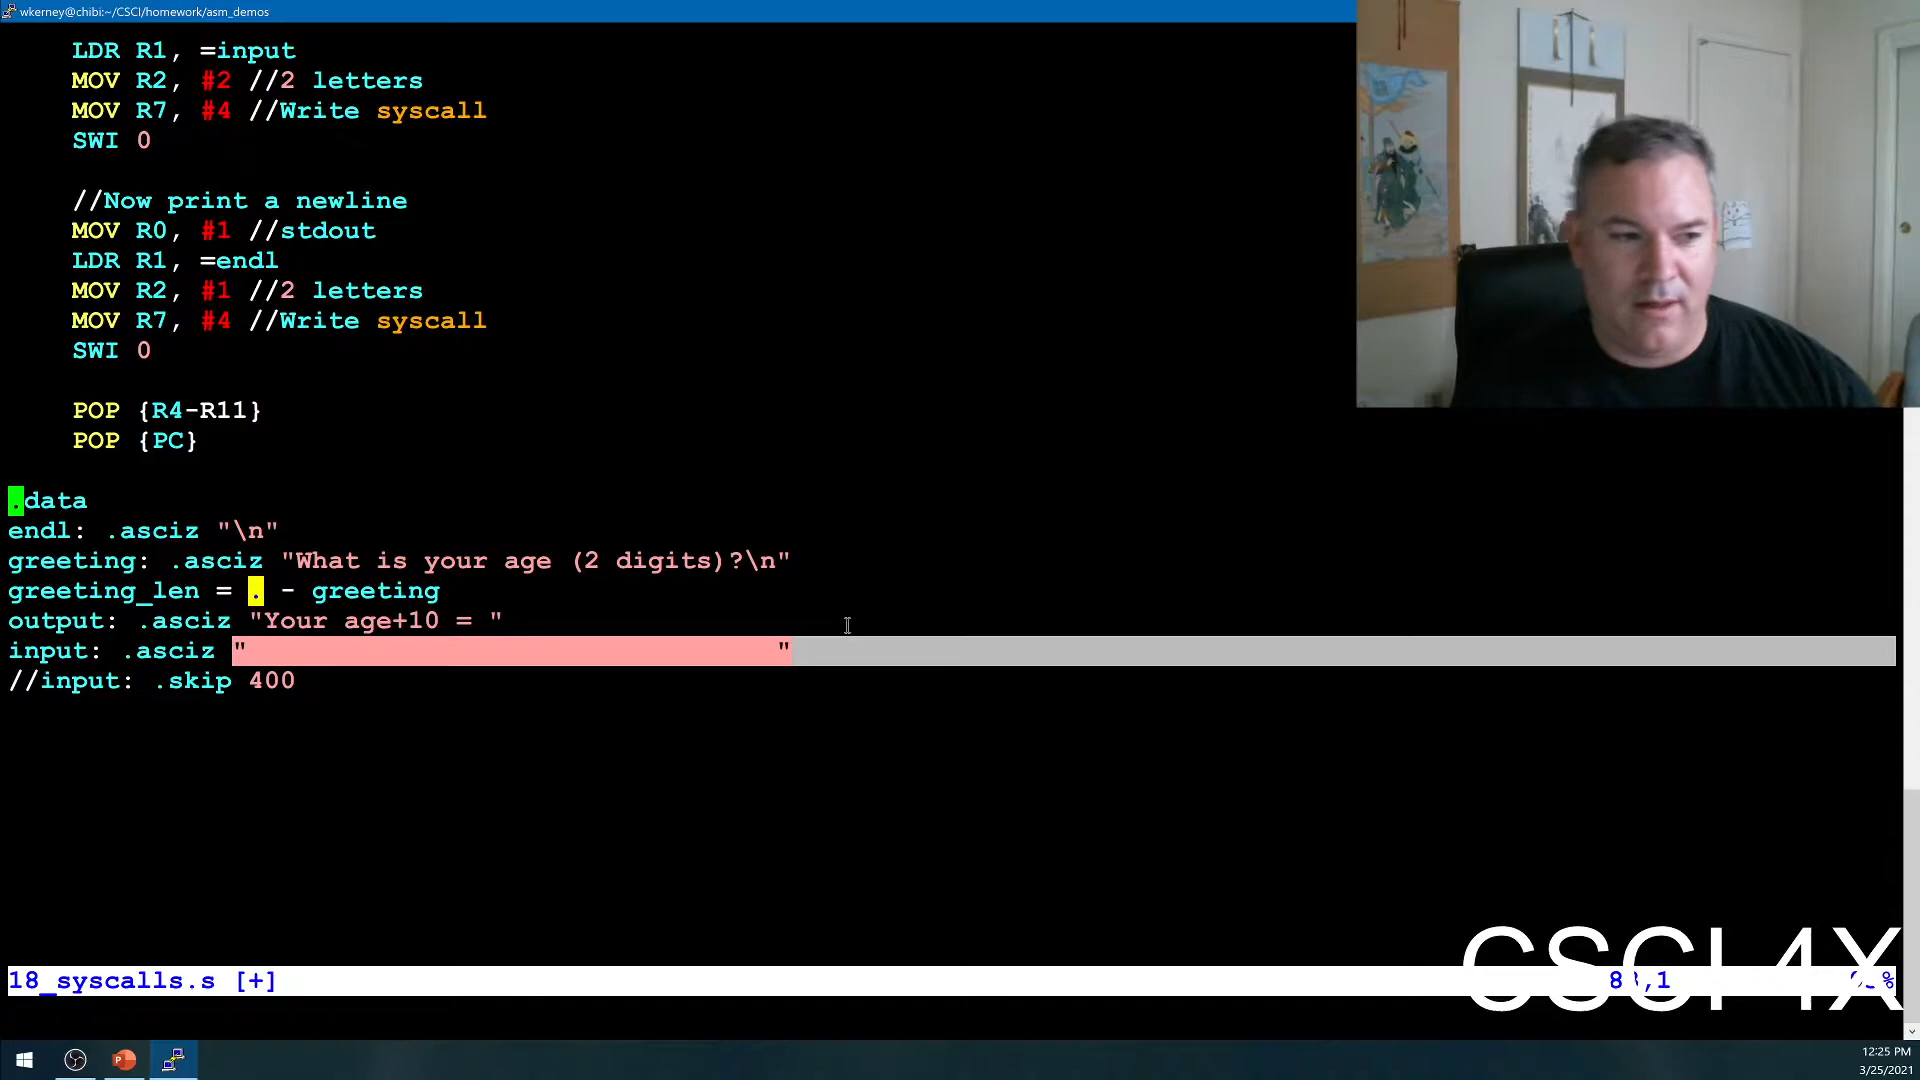 wkerney@chibi:~/CSCI/homework/asm_demos
LDR R1, =input
MOV R2, #2 //2 letters
MOV R7, #4 //Write syscall
SWI 0
//Now print a newline
MOV R0, #1 //stdout
LDR R1, =endl
MOV R2, #1 //2 letters
MOV R7, #4 //Write syscall
SWI 0
POP {R4-R11}
POP {PC}
.data
endl: .asciz "\n"
greeting: .asciz "What is your age (2 digits)?\n"
greeting_len = . - greeting
output: .asciz "Your age+10 = "
input: .asciz "                                 "
//input: .skip 400
CSCI 4X
18_syscalls.s [+]
12:25 PM
3/25/2021